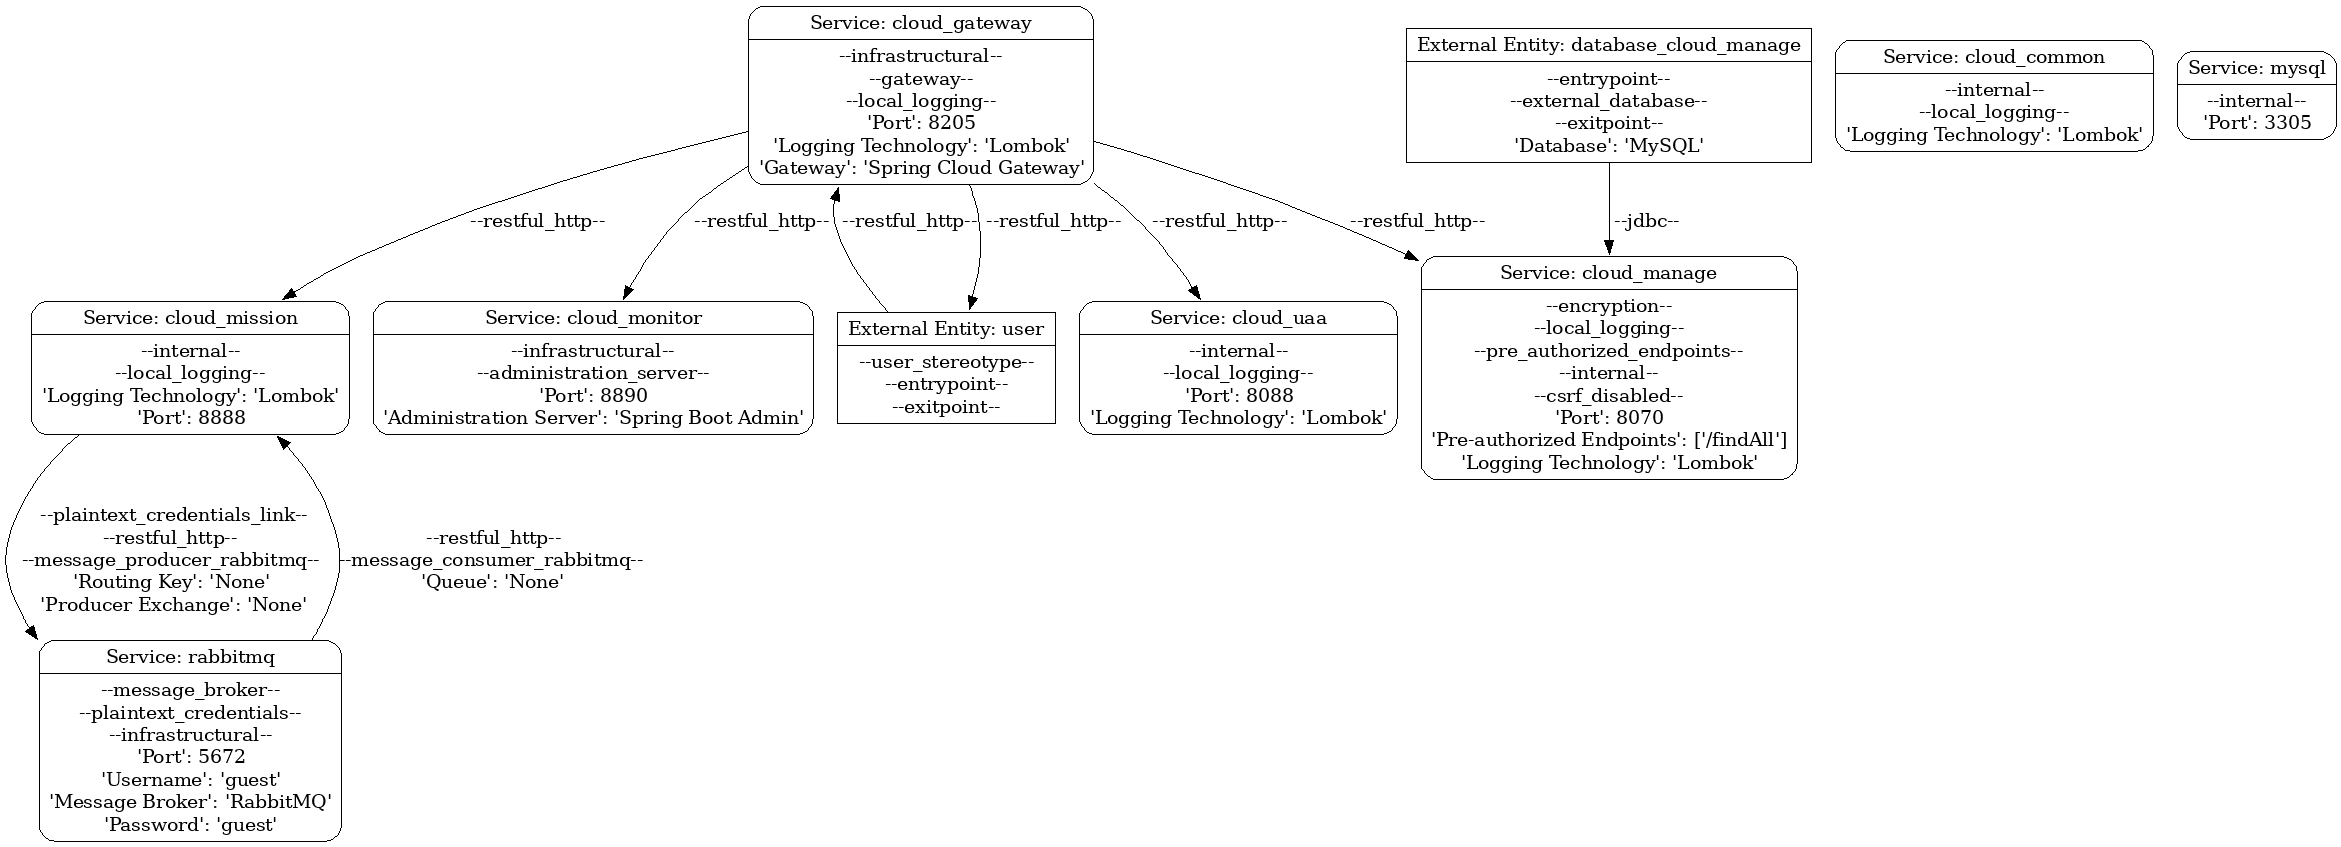 Service: cloud_gateway
--infrastructural--
--gateway--
--local_logging--
'Port': 8205
'Logging Technology': 'Lombok'
'Gateway': 'Spring Cloud Gateway'
External Entity: database_cloud_manage
--entrypoint--
--external_database--
--exitpoint--
'Database': 'MySQL'
Service: cloud_common
--internal--
--local_logging--
'Logging Technology': 'Lombok'
Service: mysql
--internal--
'Port': 3305
--restful_http--
--restful_http--
--restful_http--
--restful_http--
--restful_http--
--restful_http--
--jdbc--
Service: cloud_mission
--internal--
--local_logging--
'Logging Technology': 'Lombok'
'Port': 8888
Service: cloud_monitor
--infrastructural--
--administration_server--
'Port': 8890
'Administration Server': 'Spring Boot Admin'
External Entity: user
--user_stereotype--
--entrypoint--
--exitpoint--
Service: cloud_uaa
--internal--
--local_logging--
'Port': 8088
'Logging Technology': 'Lombok'
Service: cloud_manage
--encryption--
--local_logging--
--pre_authorized_endpoints--
--internal--
--csrf_disabled--
'Port': 8070
'Pre-authorized Endpoints': ['/findAll']
'Logging Technology': 'Lombok'
--plaintext_credentials_link--
--restful_http--
--message_producer_rabbitmq--
'Routing Key': 'None'
'Producer Exchange': 'None'
--restful_http--
--message_consumer_rabbitmq--
'Queue': 'None'
Service: rabbitmq
--message_broker--
--plaintext_credentials--
--infrastructural--
'Port': 5672
'Username': 'guest'
'Message Broker': 'RabbitMQ'
'Password': 'guest'